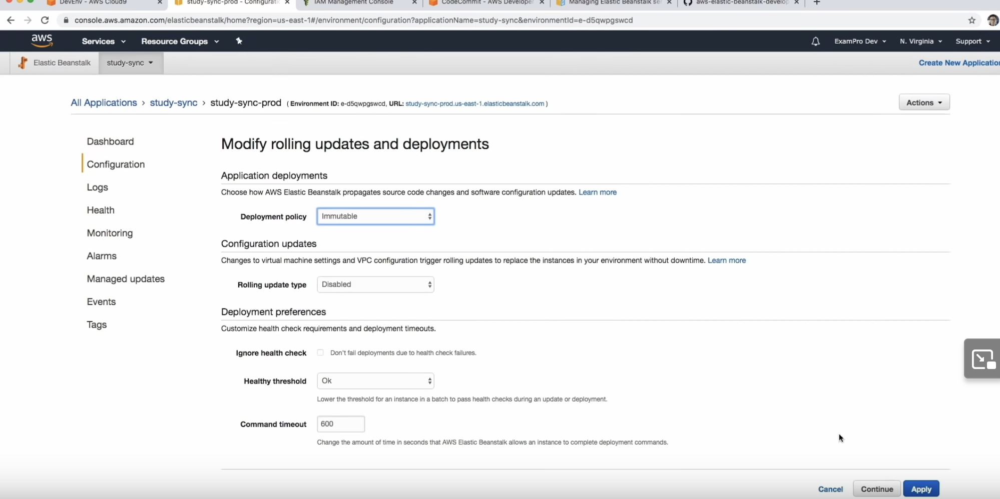 DevEnv - AWS Cloud9
study-sync-prod - Configurati
IAM Management Console
CodeCommit - AWS Developer
Managing Elastic Beanstalk ser
aws-elastic-beanstalk-develop
console.aws.amazon.com/elasticbeanstalk/home?region=us-east-1#/environment/configuration?applicationName=study-sync&environmentId=e-d5qwpgswcd
aws Services Resource Groups ExamPro Dev N. Virginia Support
Elastic Beanstalk study-sync Create New Application
All Applications > study-sync > study-sync-prod ( Environment ID: e-d5qwpgswcd, URL: study-sync-prod.us-east-1.elasticbeanstalk.com ) Actions
Dashboard
Configuration
Logs
Health
Monitoring
Alarms
Managed updates
Events
Tags
Modify rolling updates and deployments
Application deployments
Choose how AWS Elastic Beanstalk propagates source code changes and software configuration updates. Learn more
Deployment policy Immutable
Configuration updates
Changes to virtual machine settings and VPC configuration trigger rolling updates to replace the instances in your environment without downtime. Learn more
Rolling update type Disabled
Deployment preferences
Customize health check requirements and deployment timeouts.
Ignore health check Don't fail deployments due to health check failures.
Healthy threshold Ok
Lower the threshold for an instance in a batch to pass health checks during an update or deployment.
Command timeout 600
Change the amount of time in seconds that AWS Elastic Beanstalk allows an instance to complete deployment commands.
Cancel Continue Apply